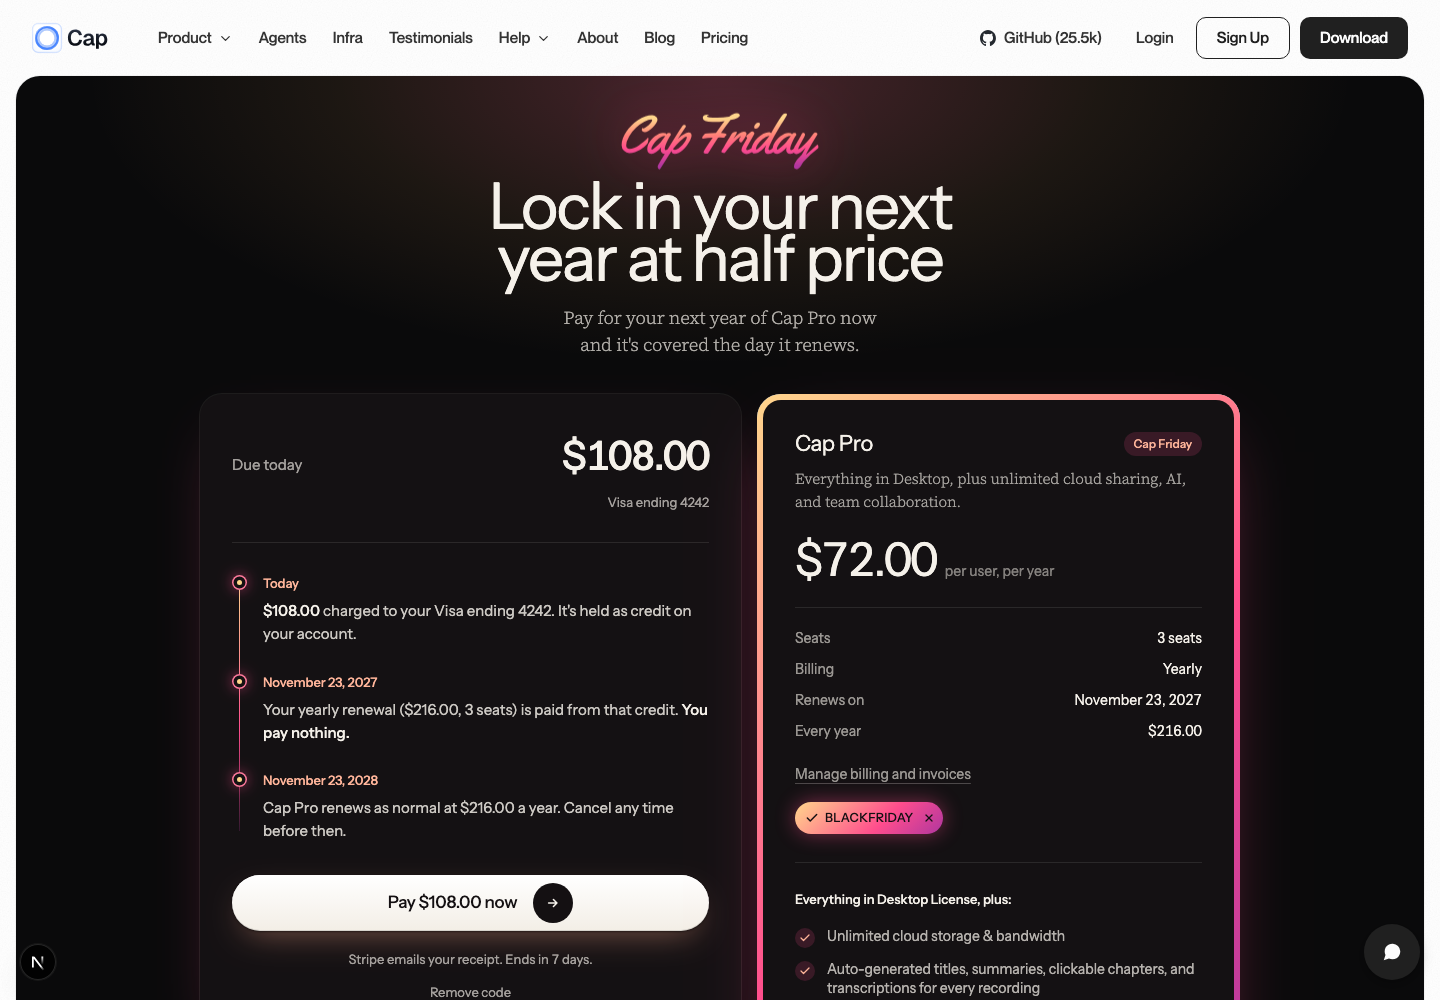 Cap
Product
Agents
Infra
Testimonials
Help
About
Blog
Pricing
GitHub (25.5k)
Login
Sign Up
Download
Cap Friday
Lock in your next
year at half price
Pay for your next year of Cap Pro now
and it's covered the day it renews.
Due today
$108.00
Visa ending 4242
Today
$108.00 charged to your Visa ending 4242. It's held as credit on
your account.
November 23, 2027
Your yearly renewal ($216.00, 3 seats) is paid from that credit. You
pay nothing.
November 23, 2028
Cap Pro renews as normal at $216.00 a year. Cancel any time
before then.
Pay $108.00 now
Stripe emails your receipt. Ends in 7 days.
Remove code
Cap Pro
Cap Friday
Everything in Desktop, plus unlimited cloud sharing, AI,
and team collaboration.
$72.00 per user, per year
Seats
3 seats
Billing
Yearly
Renews on
November 23, 2027
Every year
$216.00
Manage billing and invoices
BLACKFRIDAY
Everything in Desktop License, plus:
Unlimited cloud storage & bandwidth
Auto-generated titles, summaries, clickable chapters, and
transcriptions for every recording
N